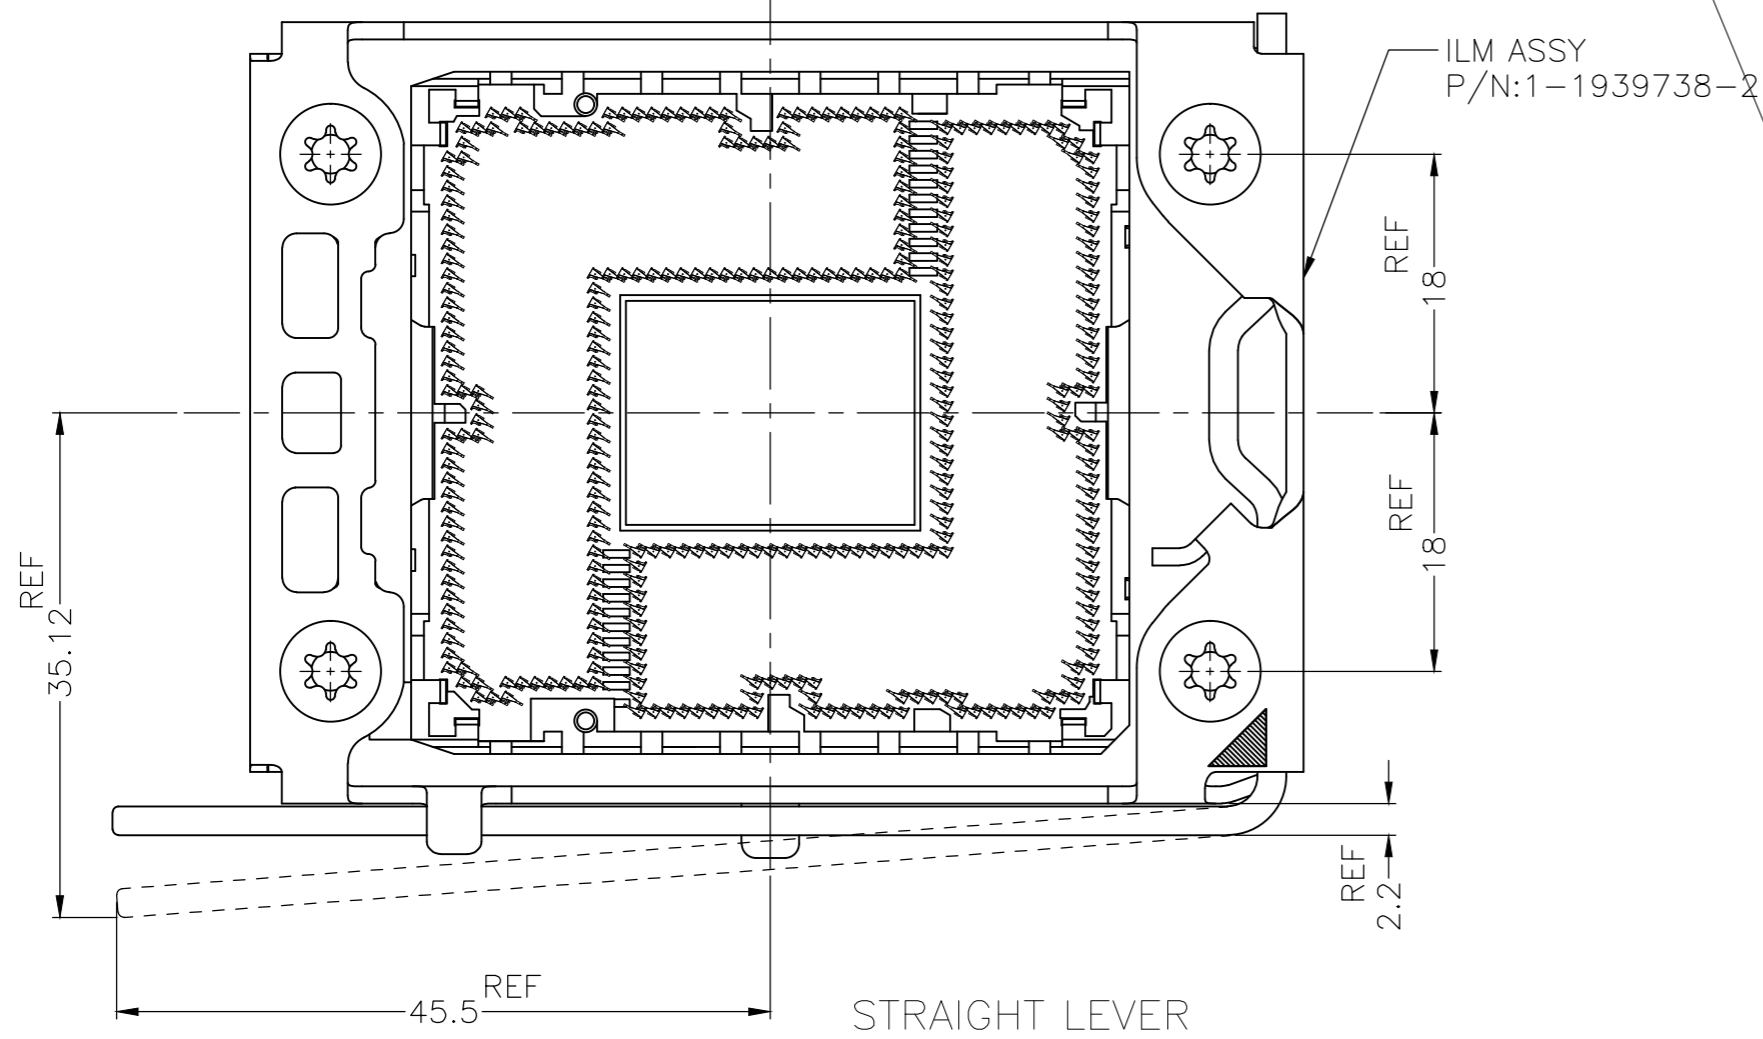 ILM ASSY
P/N:1-1939738-2
REF
18
REF
18
REF
35.12
REF
2.2
REF
45.5
STRAIGHT LEVER